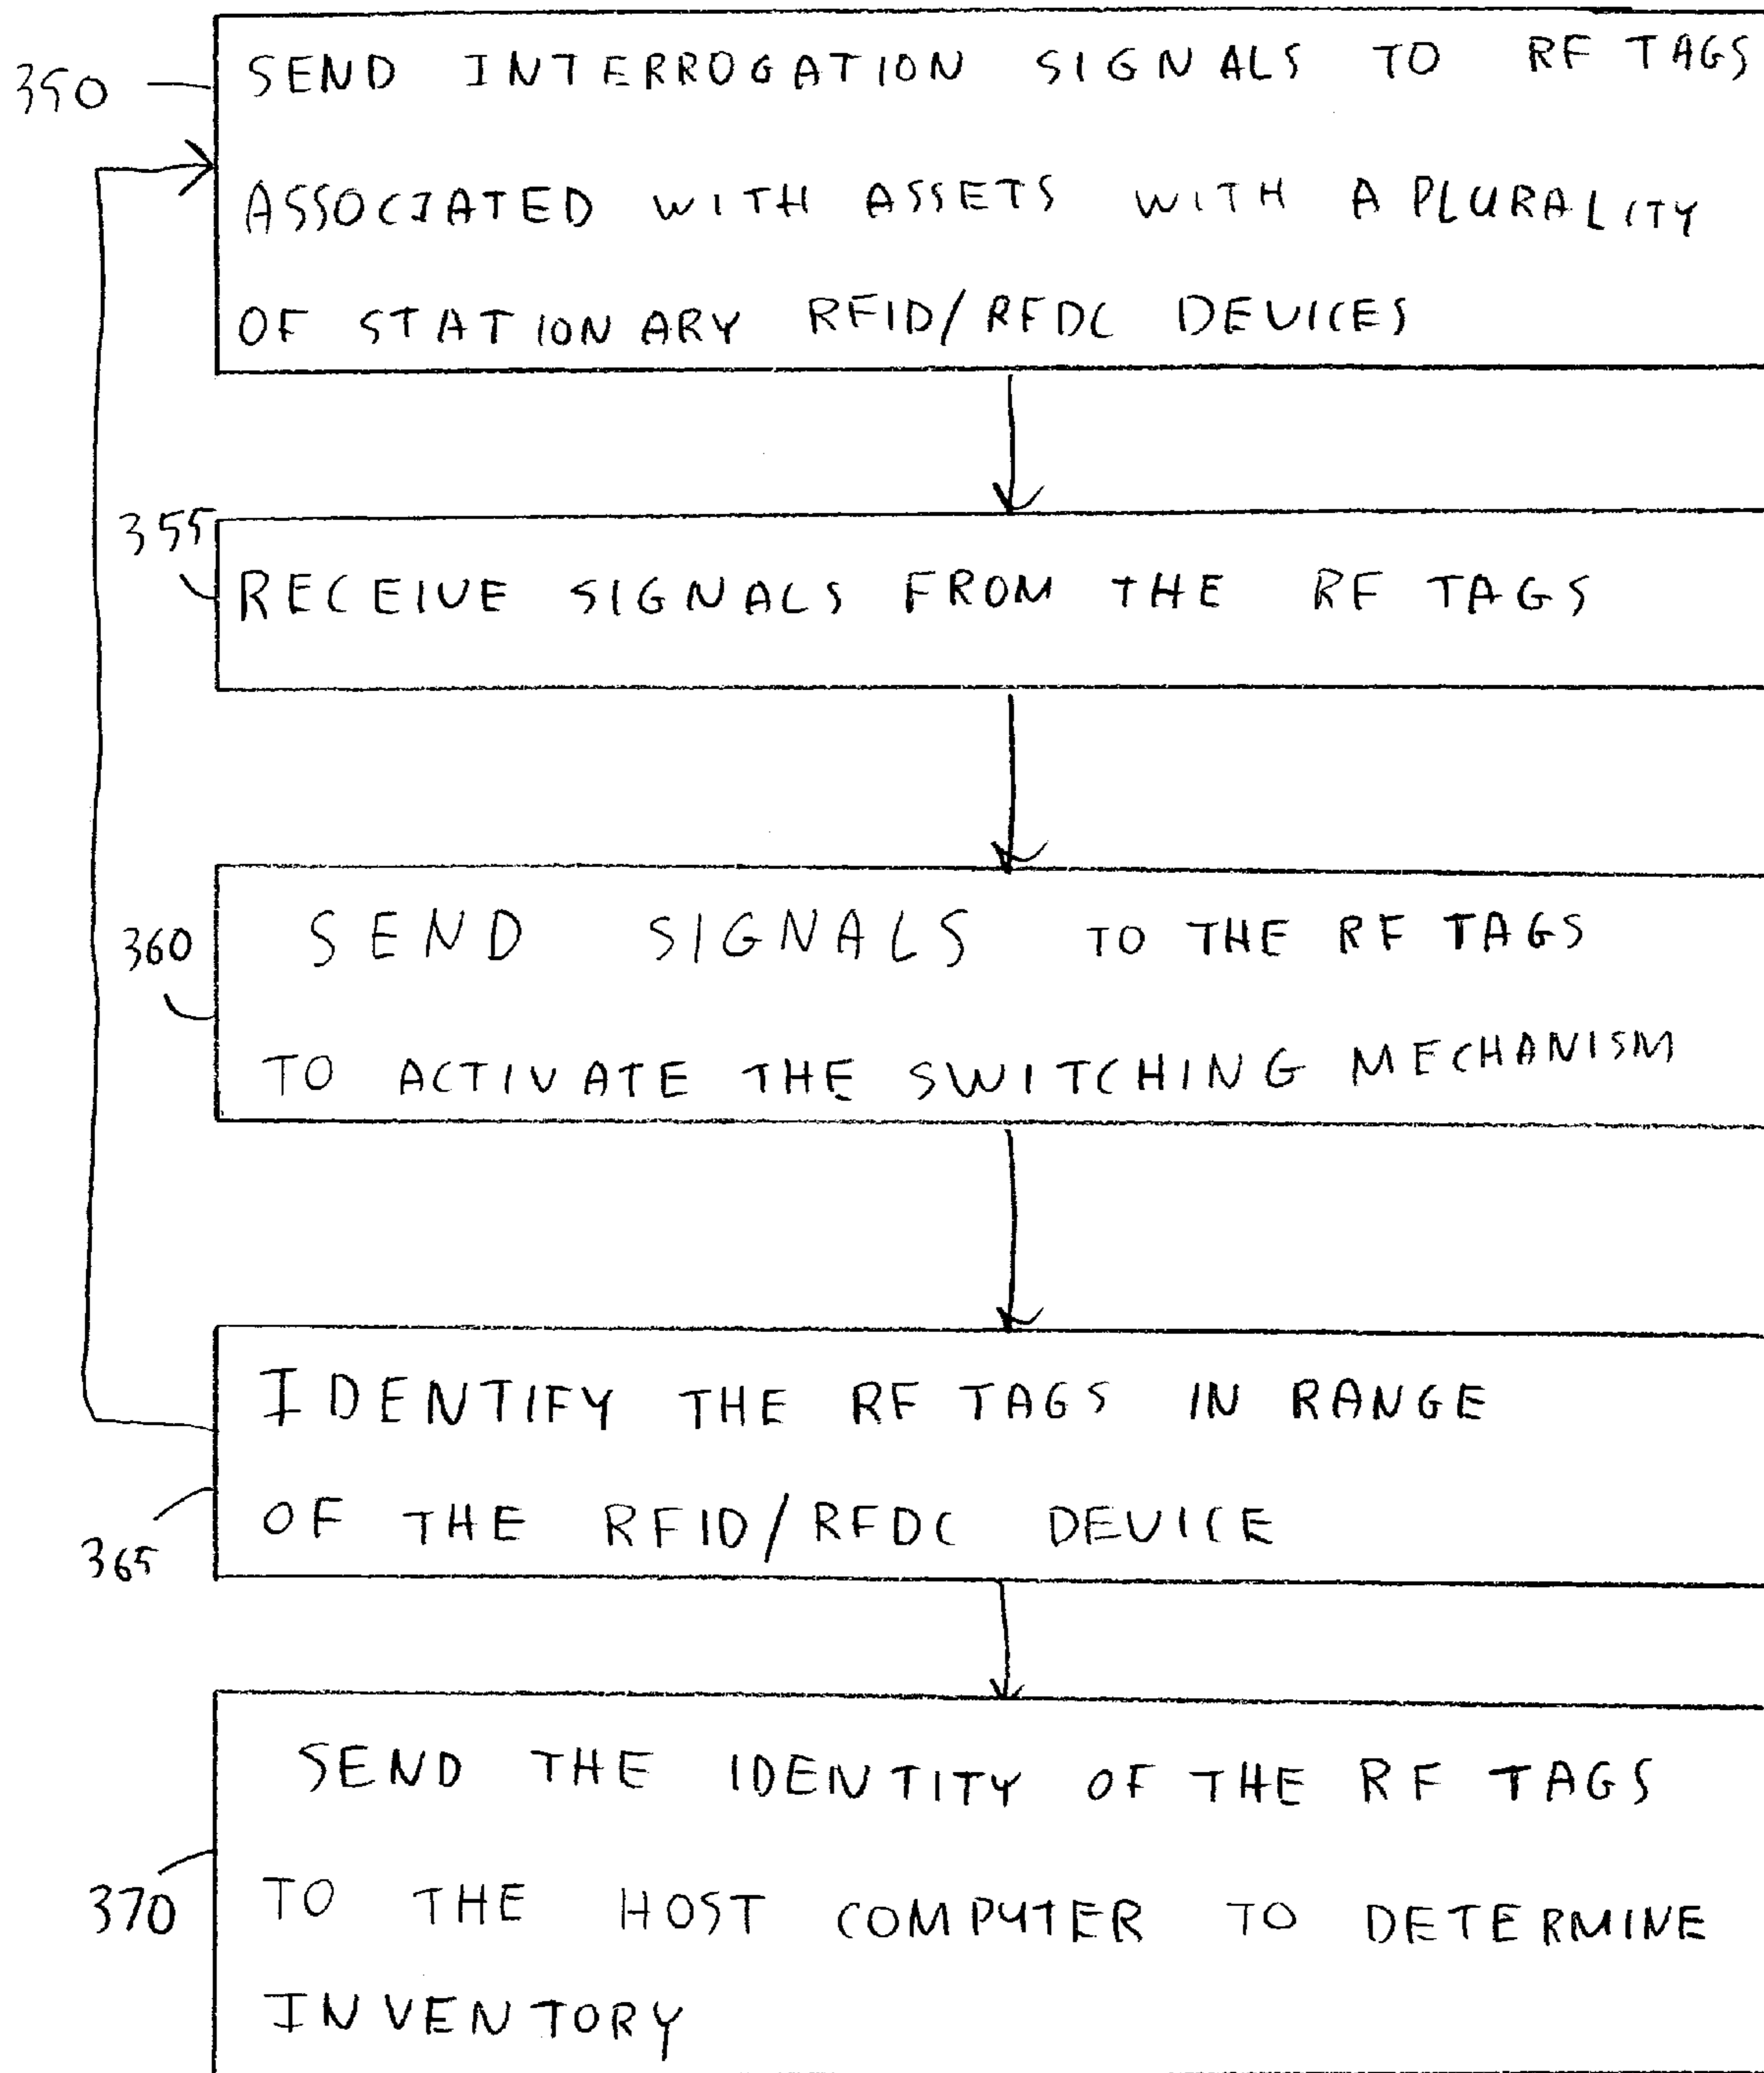 350
SEND INTERROGATION SIGNALS TO RF TAGS
ASSOCIATED WITH ASSETS WITH A PLURALITY
OF STATIONARY RFID/RFDC DEVICES
355
RECEIVE SIGNALS FROM THE RF TAGS
360
SEND SIGNALS TO THE RF TAGS
TO ACTIVATE THE SWITCHING MECHANISM
IDENTIFY THE RF TAGS IN RANGE
OF THE RFID/RFDC DEVICE
365
SEND THE IDENTITY OF THE RF TAGS
370
TO THE HOST COMPUTER TO DETERMINE
INVENTORY